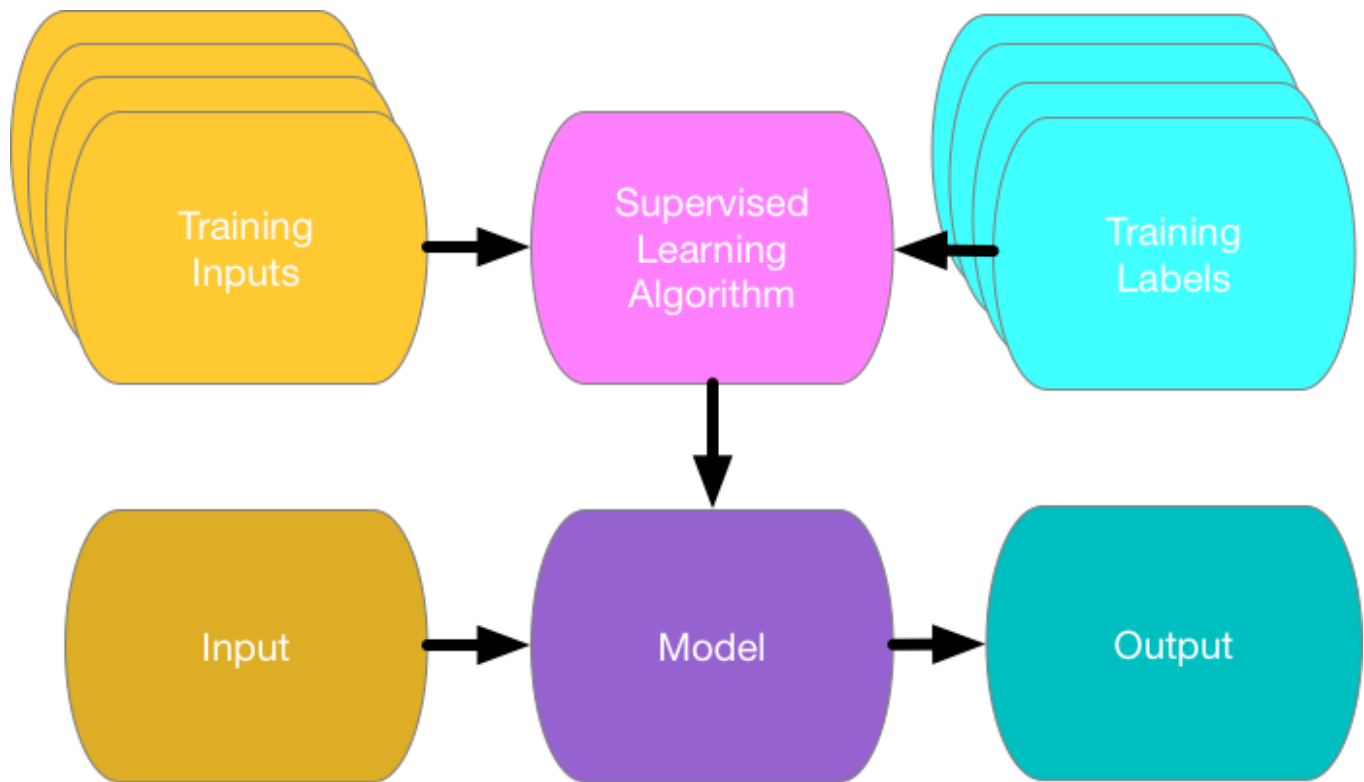 Training
Inputs
Supervised
Learning
Algorithm
Training
Labels
Input
Model
Output